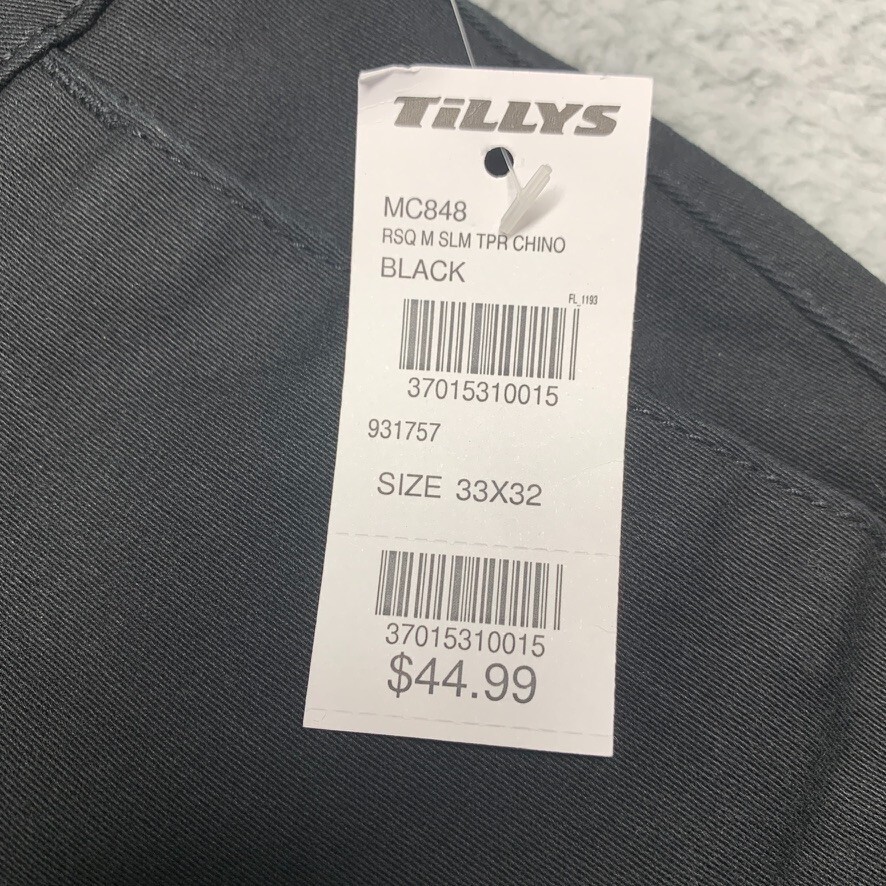 TiLLYS
MC848
RSQ M SLM TPR CHINO
BLACK
FL_1193
37015310015
931757
SIZE 33X32
37015310015
$44.99